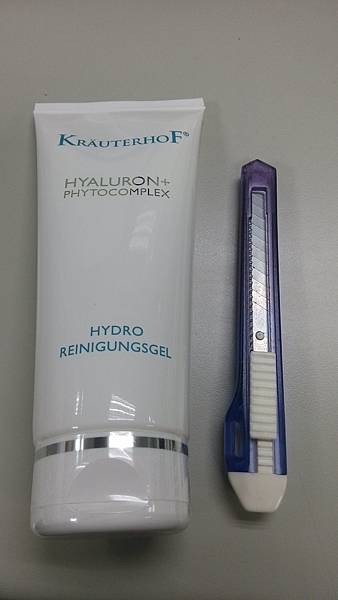 KRÄUTERHOF®
HYALURON+
PHYTOCOMPLEX
HYDRO
REINIGUNGSGEL